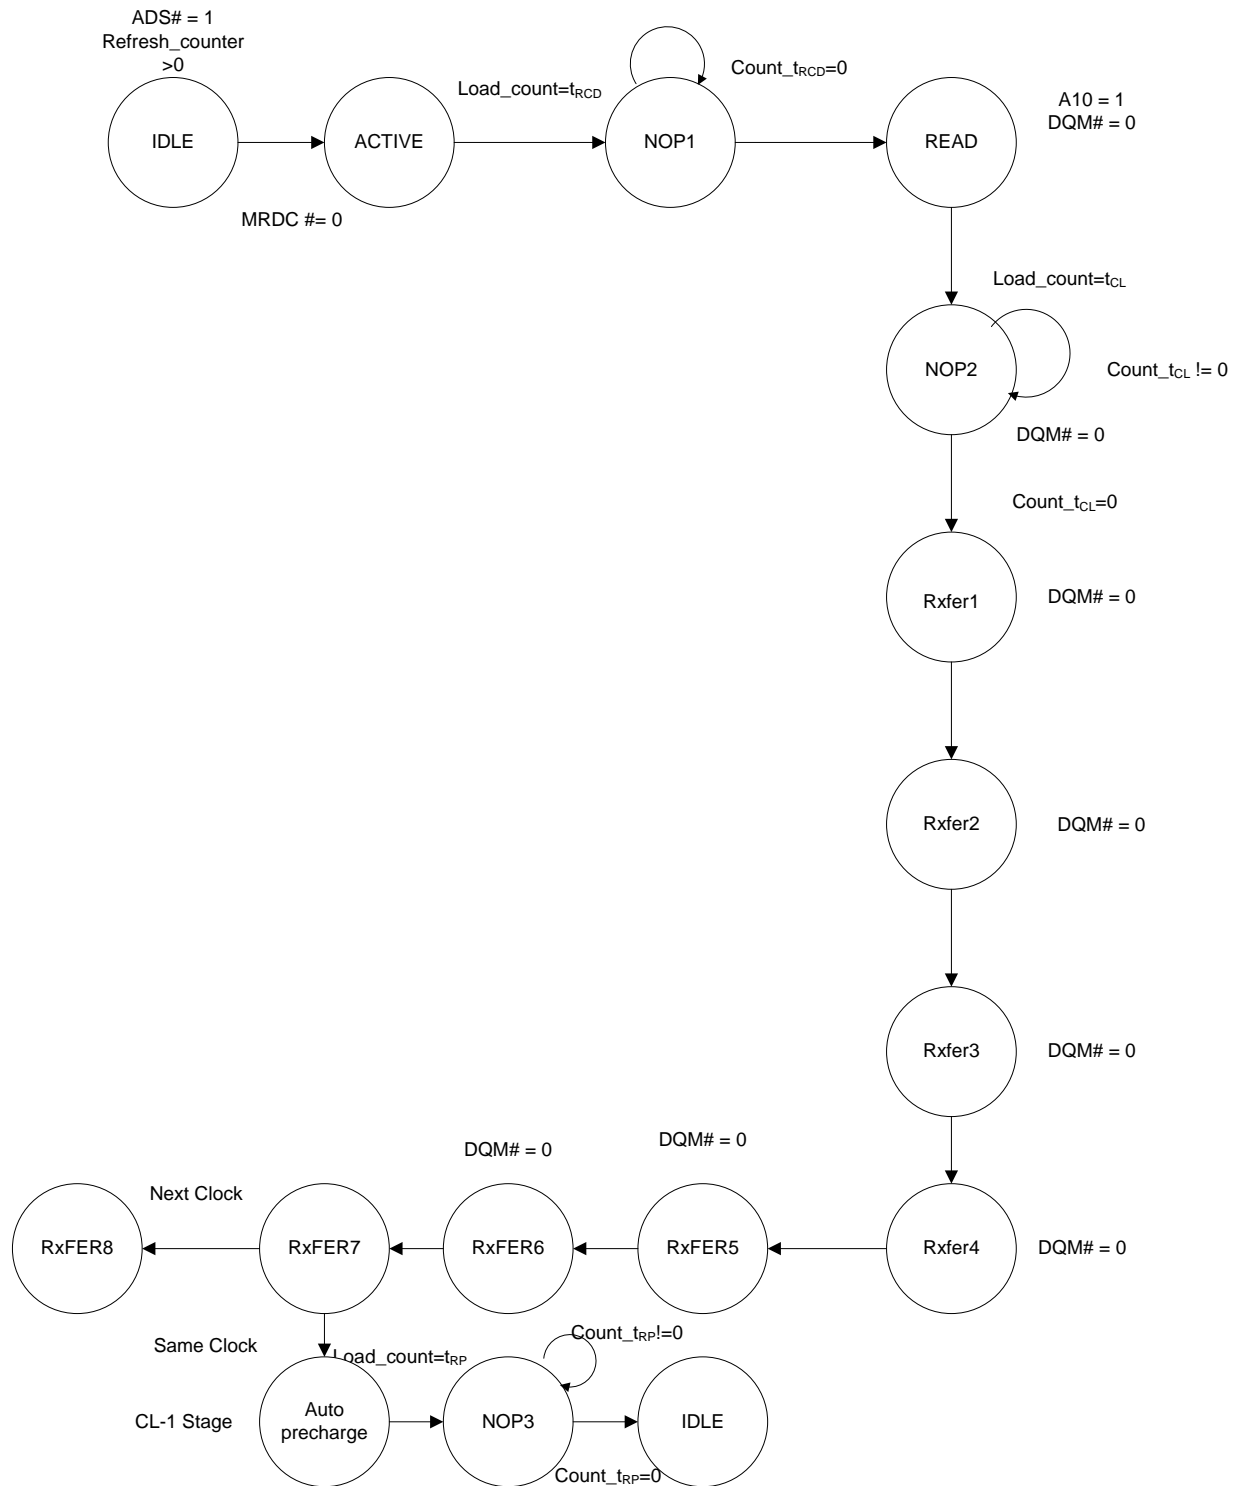 ADS# = 1
Refresh_counter
>0
IDLE
MRDC #= 0
ACTIVE
Load_count=tRCD
NOP1
Count_tRCD=0
READ
A10 = 1
DQM# = 0
Load_count=tCL
NOP2
Count_tCL != 0
DQM# = 0
Count_tCL=0
Rxfer1
DQM# = 0
Rxfer2
DQM# = 0
Rxfer3
DQM# = 0
Rxfer4
DQM# = 0
DQM# = 0
RxFER5
DQM# = 0
RxFER6
RxFER7
Next Clock
RxFER8
Same Clock
CL-1 Stage
Auto
precharge
Load_count=tRP
NOP3
Count_tRP!=0
Count_tRP=0
IDLE